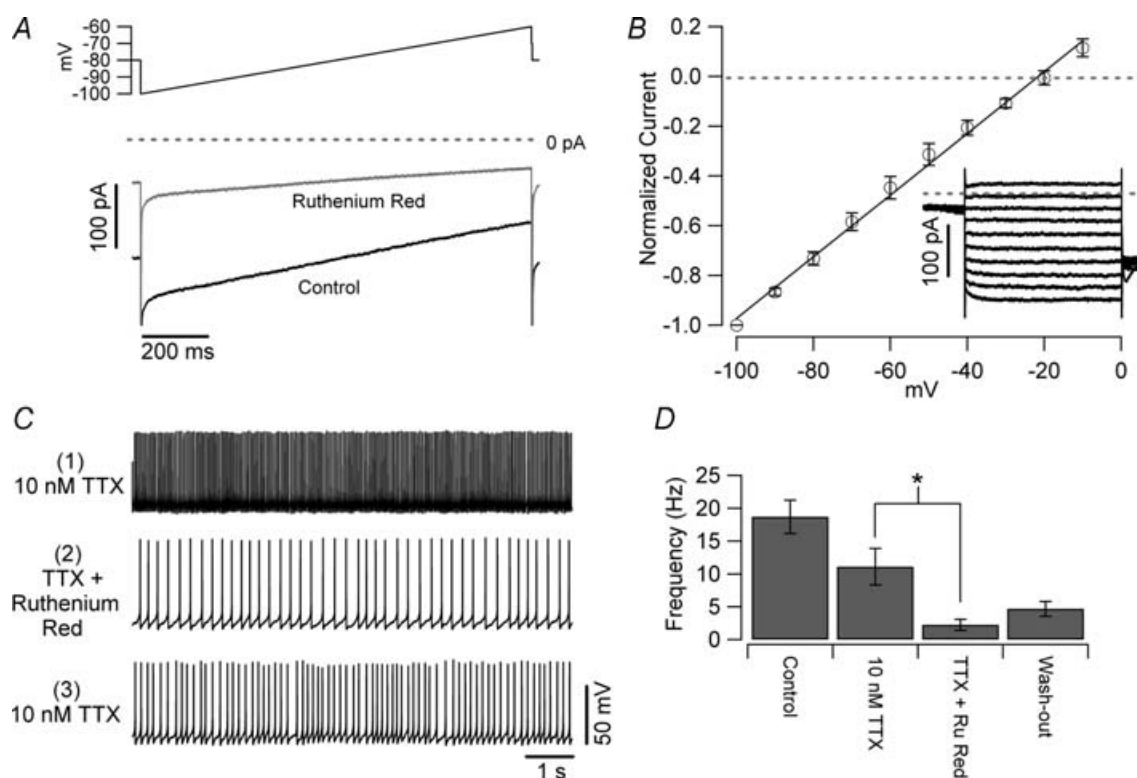 A
mV
-60
-70
-80
-90
-100
0 pA
100 pA
Ruthenium Red
Control
200 ms
B
Normalized Current
0.2
0.0
-0.2
-0.4
-0.6
-0.8
-1.0
100 pA
-100
-80
-60
-40
-20
0
mV
C
(1)
10 nM TTX
(2)
TTX +
Ruthenium
Red
(3)
10 nM TTX
50 mV
1 s
D
Frequency (Hz)
25
20
15
10
5
0
*
Control
10 nM TTX
TTX + Ru Red
Wash-out